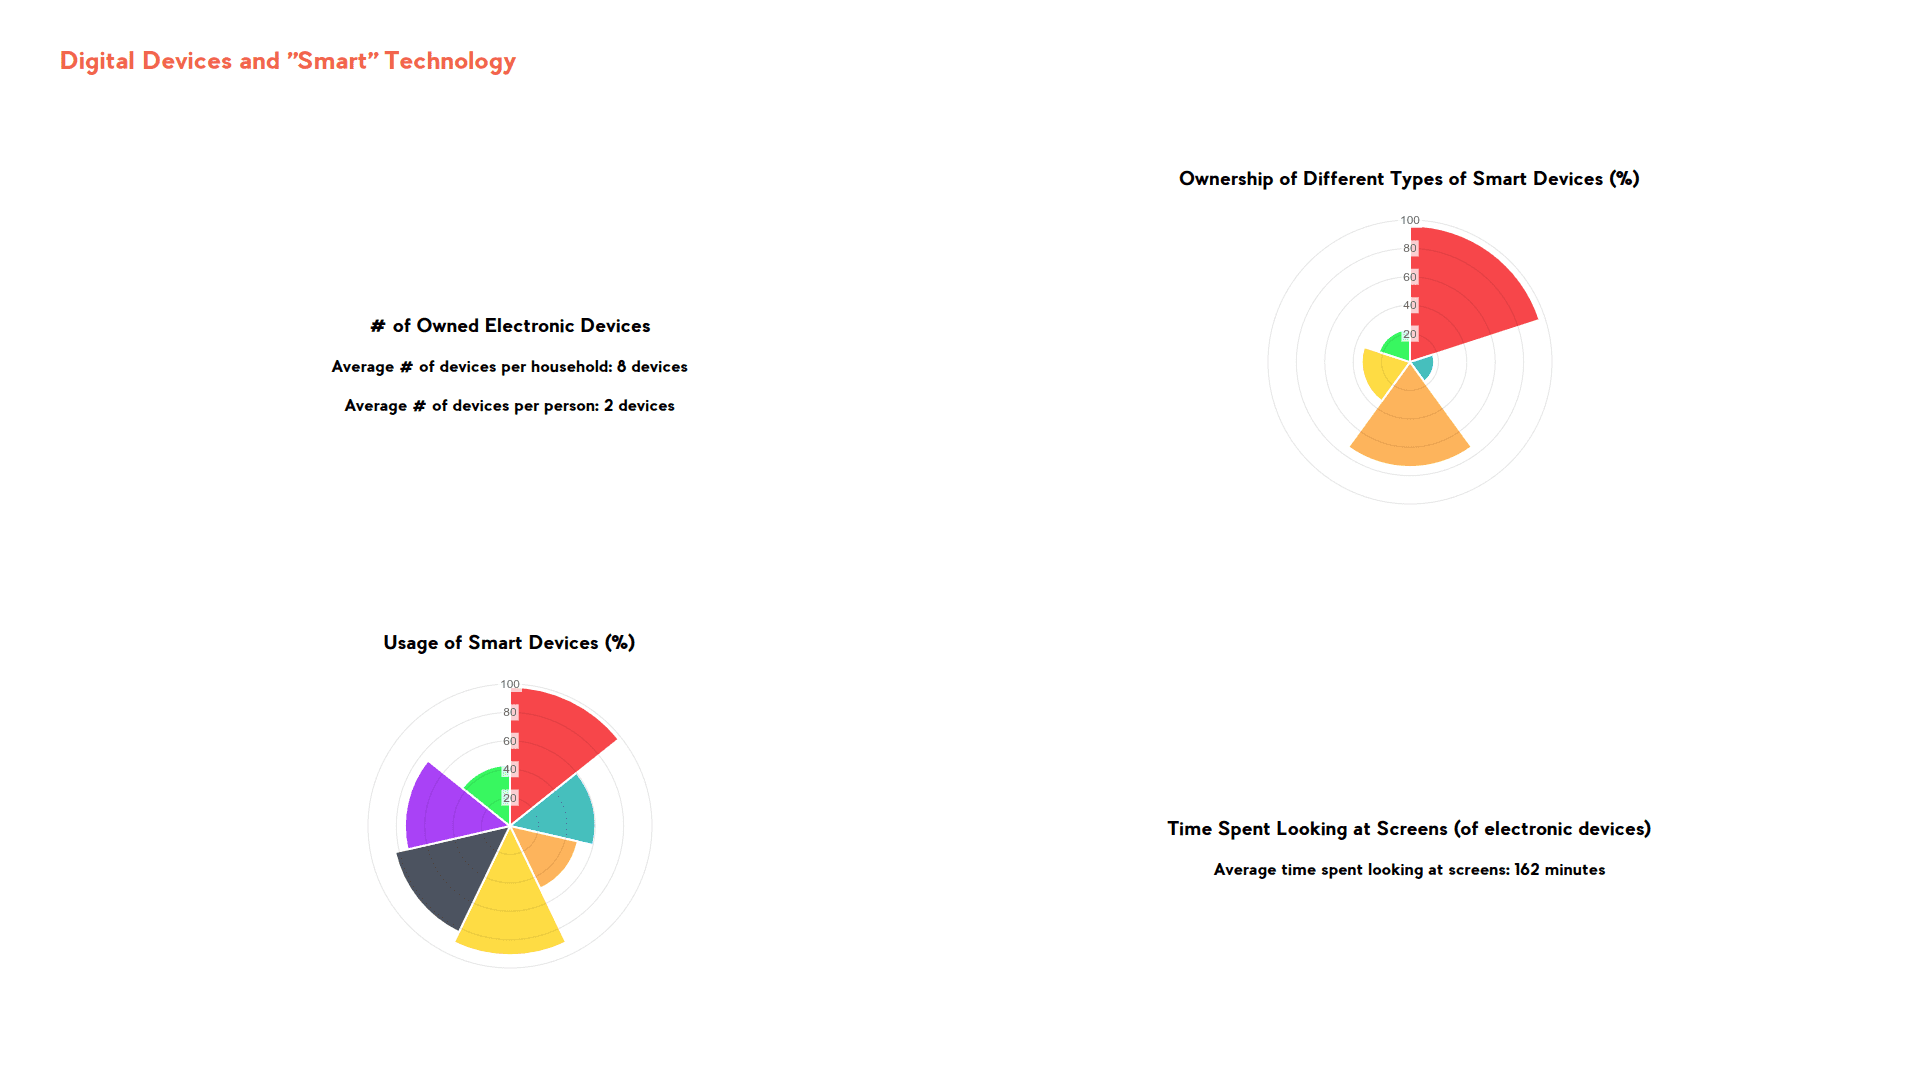 Digital Devices and ”Smart” Technology
# of Owned Electronic Devices
Average # of devices per household: 8 devices
Average # of devices per person: 2 devices
Ownership of Different Types of Smart Devices (%)
100
80
60
40
20
Usage of Smart Devices (%)
100
80
60
40
20
Time Spent Looking at Screens (of electronic devices)
Average time spent looking at screens: 162 minutes